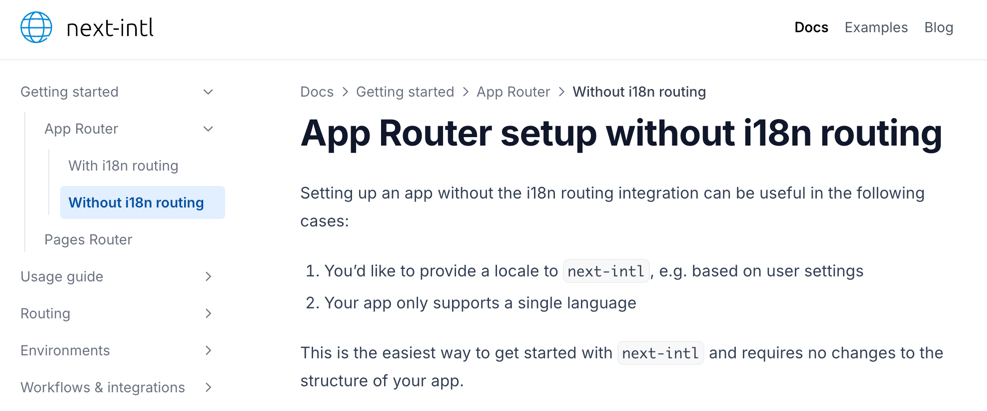 next-intl
Docs Examples Blog
Getting started
App Router
With i18n routing
Without i18n routing
Pages Router
Usage guide
Routing
Environments
Workflows & integrations
Docs > Getting started > App Router > Without i18n routing
App Router setup without i18n routing
Setting up an app without the i18n routing integration can be useful in the following
cases:
1. You’d like to provide a locale to next-intl, e.g. based on user settings
2. Your app only supports a single language
This is the easiest way to get started with next-intl and requires no changes to the
structure of your app.